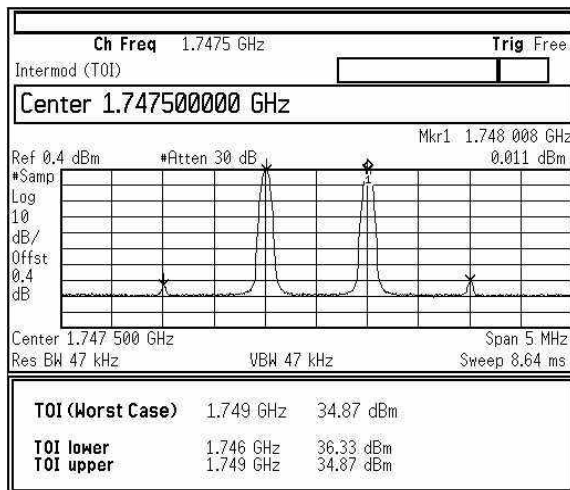 Ch Freq 1.7475 GHz Trig Free
Intermod (TOI)
Center 1.747500000 GHz
Mkr1 1.748 008 GHz
Ref 0.4 dBm #Atten 30 dB 0.011 dBm
#Samp
Log
10
dB/
Offst
0.4
dB
1
Center 1.747 500 GHz Span 5 MHz
Res BW 47 kHz VBW 47 kHz Sweep 8.64 ms
TOI (Worst Case) 1.749 GHz 34.87 dBm
TOI lower 1.746 GHz 36.33 dBm
TOI upper 1.749 GHz 34.87 dBm